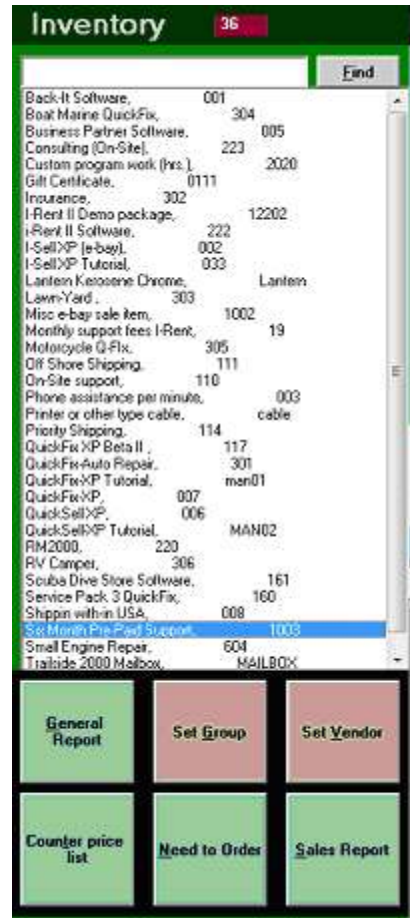 Inventory 36
Find
Back-It Software, 001
Boat Marine QuickFix, 304
Business Partner Software, 005
Consulting (On-Site), 223
Custom program work (hrs.), 2020
Gift Certificate, 0111
Insurance, 302
I-Rent II Demo package, 12202
i-Rent II Software, 222
I-SellXP (e-bay), 002
I-SellXP Tutorial, 033
Lantern Kerosene Chrome, Lantern
Lawn-Yard , 303
Misc e-bay sale item, 1002
Monthly support fees I-Rent, 19
Motorcycle Q-FIx, 305
Off Shore Shipping, 111
On-Site support, 110
Phone assistance per minute, 003
Printer or other type cable, cable
Priority Shipping, 114
QuickFix XP Beta II , 117
QuickFix-Auto Repair, 301
QuickFix-XP Tutorial, man01
QuickFix-XP, 007
QuickSellXP, 006
QuickSell-XP Tutorial, MAN02
RM2000, 220
RV Camper, 306
Scuba Dive Store Software, 161
Service Pack 3 QuickFix, 160
Shippin with-in USA, 008
Six Month Pre-Paid Support, 1003
Small Engine Repair, 604
Trailside 2000 Mailbox, MAILBOX
General Report
Set Group
Set Vendor
Counter price list
Need to Order
Sales Report